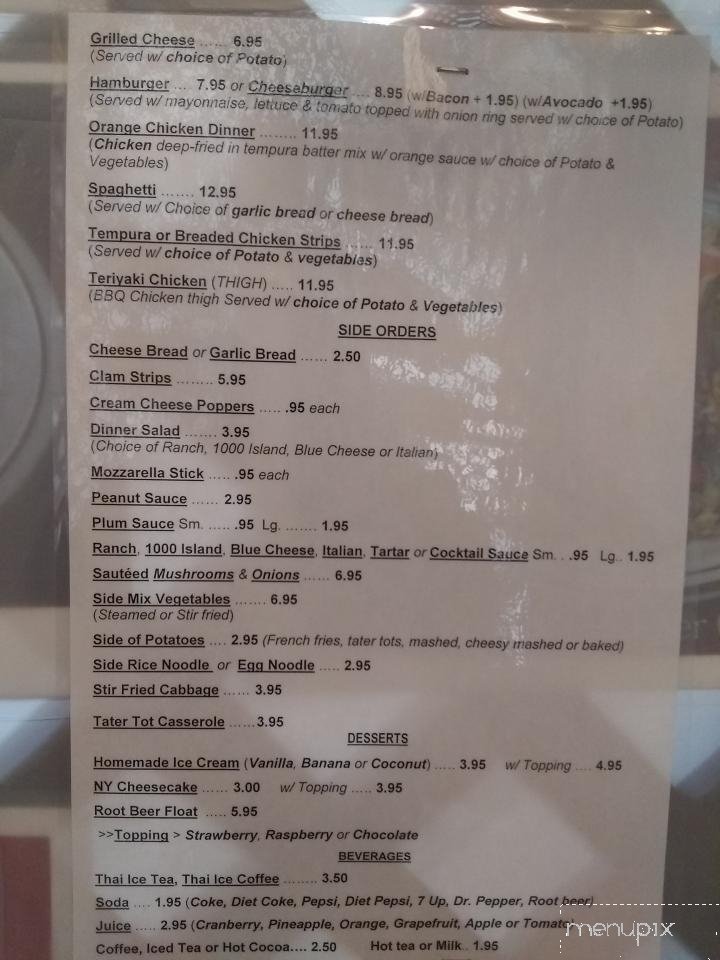 Grilled Cheese ...... 6.95
(Served w/ choice of Potato)
Hamburger ... 7.95 or Cheeseburger .... 8.95 (w/Bacon + 1.95) (w/Avocado +1.95)
(Served w/ mayonnaise, lettuce & tomato topped with onion ring served w/ choice of Potato)
Orange Chicken Dinner ........ 11.95
(Chicken deep-fried in tempura batter mix w/ orange sauce w/ choice of Potato &
Vegetables)
Spaghetti ....... 12.95
(Served w/ Choice of garlic bread or cheese bread)
Tempura or Breaded Chicken Strips ...... 11.95
(Served w/ choice of Potato & vegetables)
Teriyaki Chicken (THIGH) ..... 11.95
(BBQ Chicken thigh Served w/ choice of Potato & Vegetables)
SIDE ORDERS
Cheese Bread or Garlic Bread ...... 2.50
Clam Strips ........ 5.95
Cream Cheese Poppers ..... .95 each
Dinner Salad ....... 3.95
(Choice of Ranch, 1000 Island, Blue Cheese or Italian)
Mozzarella Stick ..... .95 each
Peanut Sauce ...... 2.95
Plum Sauce Sm. ..... .95 Lg. ....... 1.95
Ranch, 1000 Island, Blue Cheese, Italian, Tartar or Cocktail Sauce Sm. . .95 Lg.. 1.95
Sautéed Mushrooms & Onions ...... 6.95
Side Mix Vegetables ....... 6.95
(Steamed or Stir fried)
Side of Potatoes .... 2.95 (French fries, tater tots, mashed, cheesy mashed or baked)
Side Rice Noodle or Egg Noodle ..... 2.95
Stir Fried Cabbage ...... 3.95
Tater Tot Casserole ......3.95
DESSERTS
Homemade Ice Cream (Vanilla, Banana or Coconut) ..... 3.95 w/ Topping .... 4.95
NY Cheesecake ...... 3.00 w/ Topping ..... 3.95
Root Beer Float ..... 5.95
>>Topping > Strawberry, Raspberry or Chocolate
BEVERAGES
Thai Ice Tea, Thai Ice Coffee ........ 3.50
Soda .... 1.95 (Coke, Diet Coke, Pepsi, Diet Pepsi, 7 Up, Dr. Pepper, Root beer)
Juice ..... 2.95 (Cranberry, Pineapple, Orange, Grapefruit, Apple or Tomato)
Coffee, Iced Tea or Hot Cocoa.... 2.50 Hot tea or Milk.. 1.95
menupix